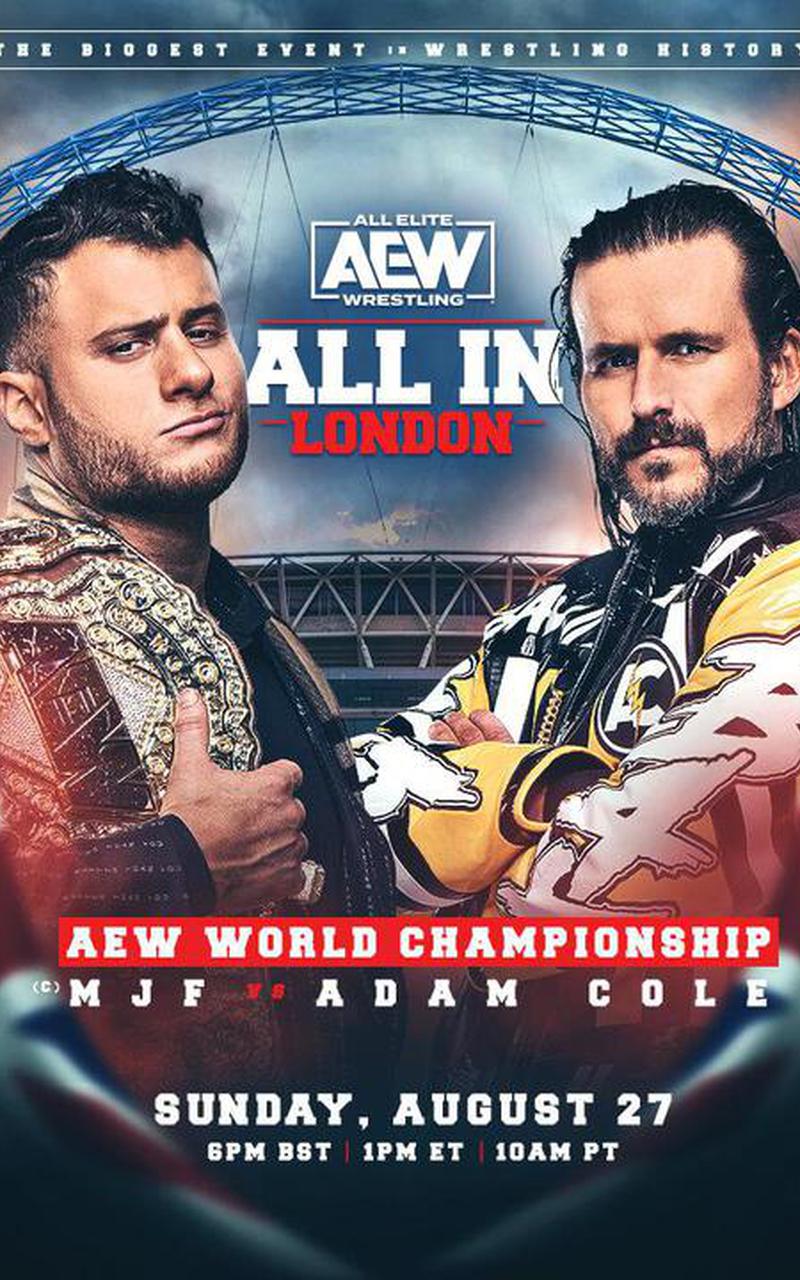 THE BIGGEST EVENT IN WRESTLING HISTORY
ALL ELITE
AEW
WRESTLING
ALL IN
LONDON
AC
AEW WORLD CHAMPIONSHIP
(C) MJF VS ADAM COLE
SUNDAY, AUGUST 27
6PM BST | 1PM ET | 10AM PT